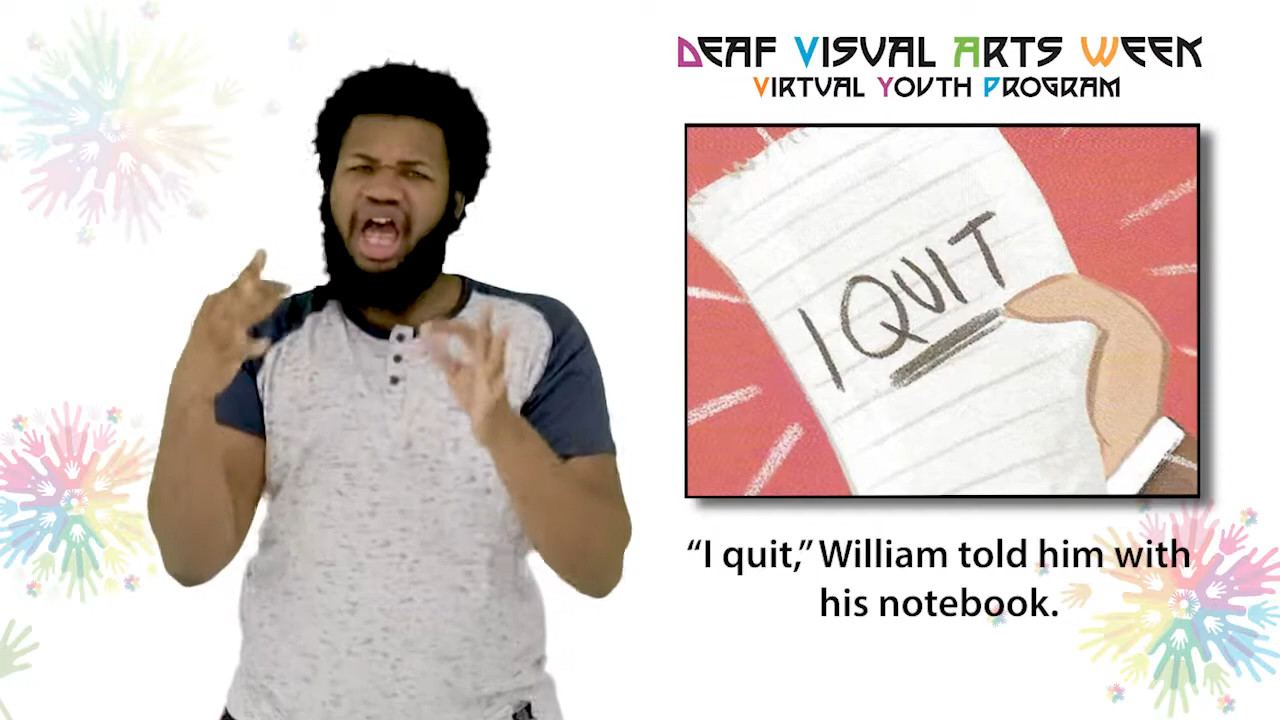 DEAF VISUAL ARTS WEEK
VIRTUAL YOUTH PROGRAM
I QUIT
“I quit,” William told him with
his notebook.